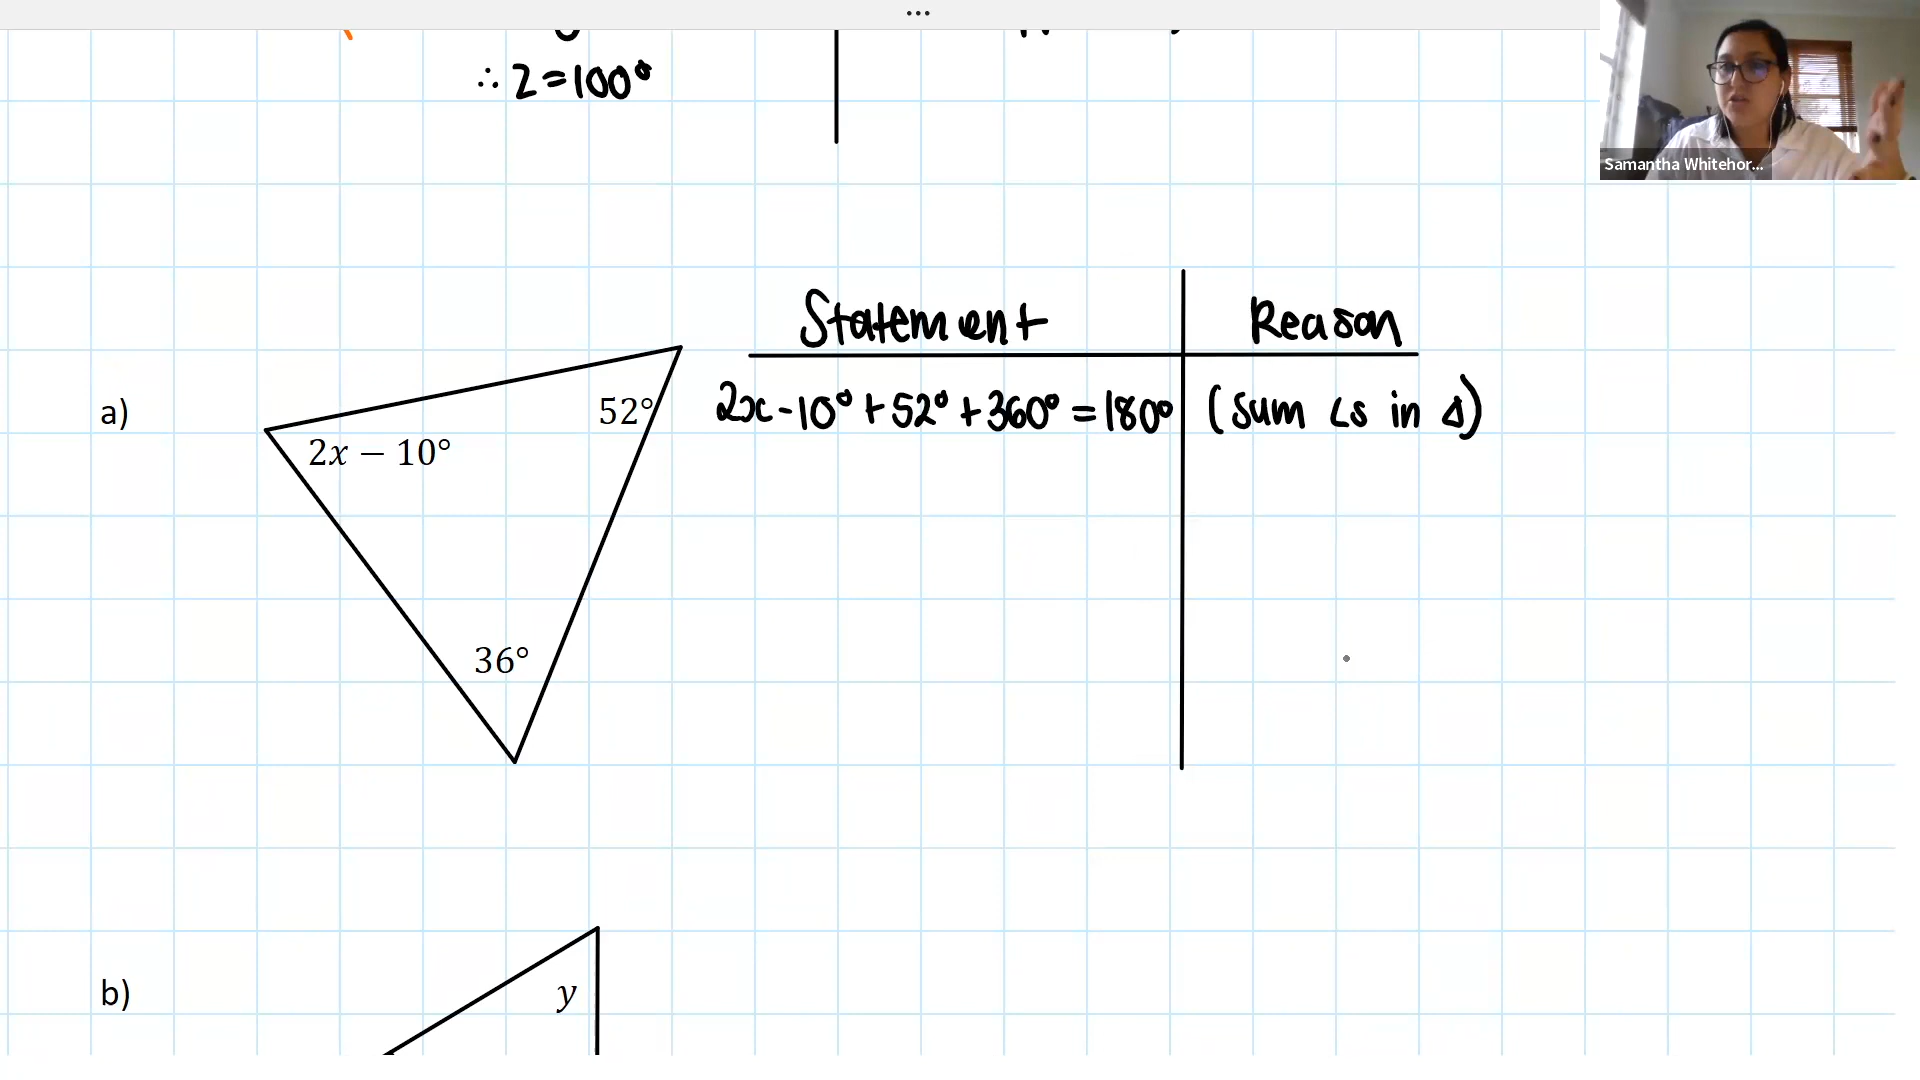 ...
∴ 2 = 100°
Samantha Whitehor...
Statement Reason
a) 52° 2x - 10° + 52° + 360° = 180° (sum ∠s in Δ)
2x − 10°
36°
b) y